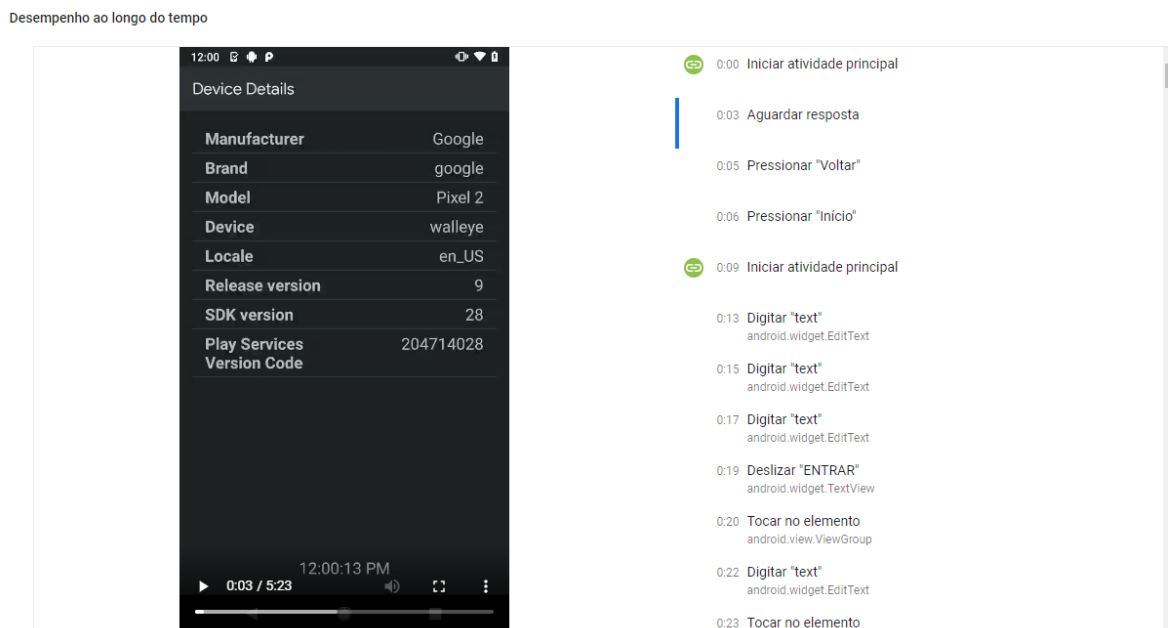 Desempenho ao longo do tempo
12:00
Device Details
Manufacturer Google
Brand google
Model Pixel 2
Device walleye
Locale en_US
Release version 9
SDK version 28
Play Services 204714028
Version Code
12:00:13 PM
0:03 / 5:23
0:00 Iniciar atividade principal
0:03 Aguardar resposta
0:05 Pressionar "Voltar"
0:06 Pressionar "Início"
0:09 Iniciar atividade principal
0:13 Digitar "text"
android.widget.EditText
0:15 Digitar "text"
android.widget.EditText
0:17 Digitar "text"
android.widget.EditText
0:19 Deslizar "ENTRAR"
android.widget.TextView
0:20 Tocar no elemento
android.view.ViewGroup
0:22 Digitar "text"
android.widget.EditText
0:23 Tocar no elemento